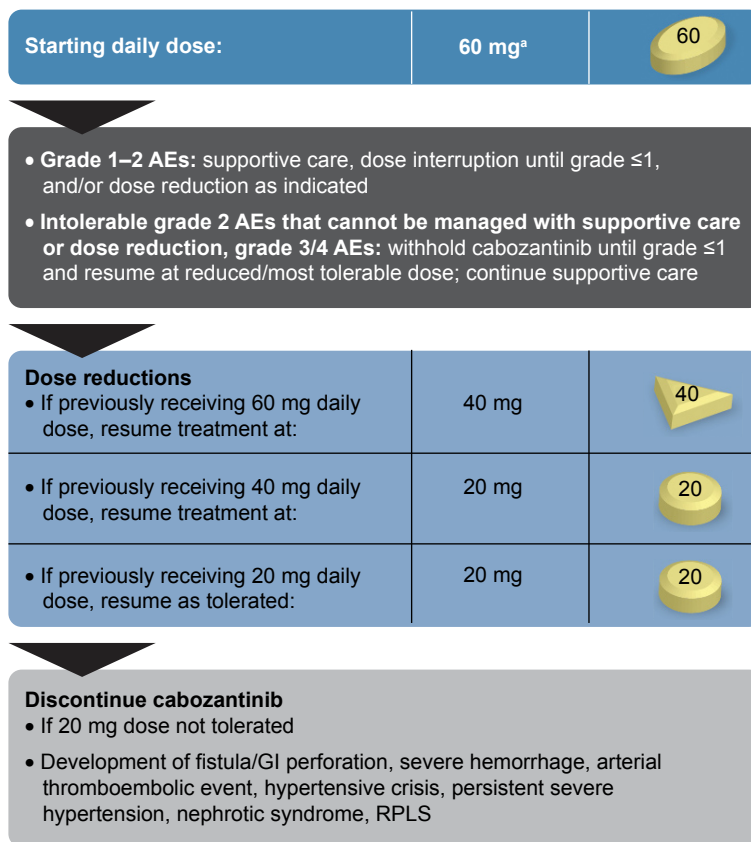 Starting daily dose:
60 mgᵃ
60
• Grade 1–2 AEs: supportive care, dose interruption until grade ≤1,
and/or dose reduction as indicated
• Intolerable grade 2 AEs that cannot be managed with supportive care
or dose reduction, grade 3/4 AEs: withhold cabozantinib until grade ≤1
and resume at reduced/most tolerable dose; continue supportive care
Dose reductions
• If previously receiving 60 mg daily
dose, resume treatment at:
40 mg
40
• If previously receiving 40 mg daily
dose, resume treatment at:
20 mg
20
• If previously receiving 20 mg daily
dose, resume as tolerated:
20 mg
20
Discontinue cabozantinib
• If 20 mg dose not tolerated
• Development of fistula/GI perforation, severe hemorrhage, arterial
thromboembolic event, hypertensive crisis, persistent severe
hypertension, nephrotic syndrome, RPLS